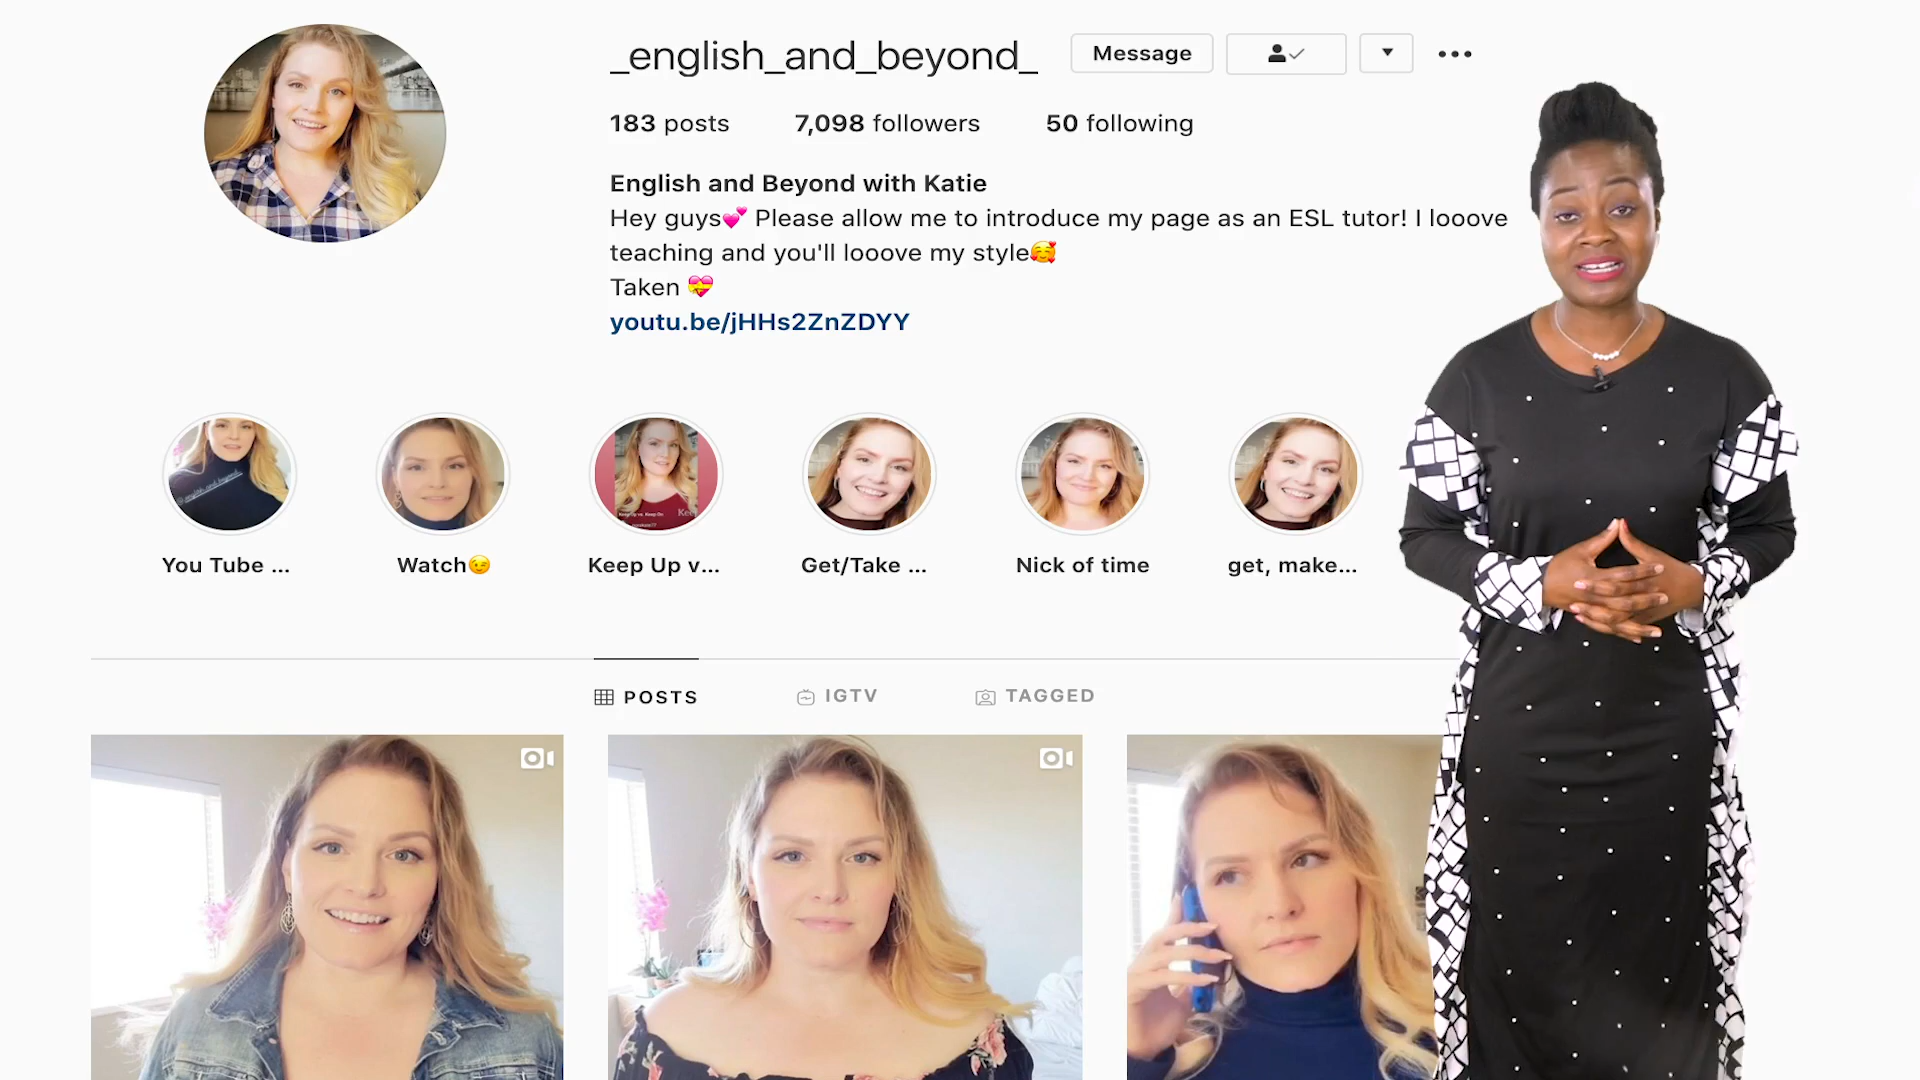 _english_and_beyond_
Message
183 posts 7,098 followers 50 following
English and Beyond with Katie
Hey guys💕 Please allow me to introduce my page as an ESL tutor! I looove
teaching and you'll looove my style🥰
Taken 💝
youtu.be/jHHs2ZnZDYY
You Tube ...
Watch😉
Keep Up v...
Get/Take ...
Nick of time
get, make...
POSTS
IGTV
TAGGED